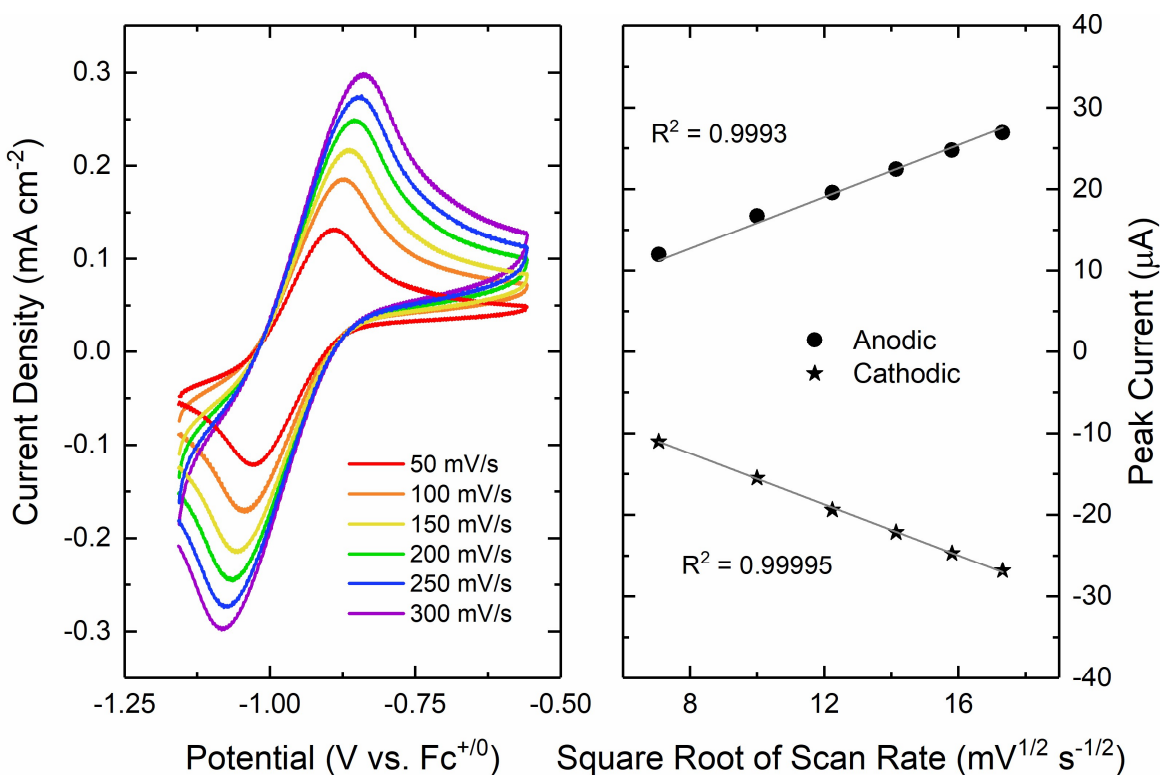 Current Density (mA cm⁻²)
0.3
0.2
0.1
0.0
-0.1
-0.2
-0.3
50 mV/s
100 mV/s
150 mV/s
200 mV/s
250 mV/s
300 mV/s
-1.25
-1.00
-0.75
-0.50
Potential (V vs. Fc⁺/⁰)
R² = 0.9993
Anodic
Cathodic
R² = 0.99995
40
30
20
10
0
-10
-20
-30
-40
Peak Current (μA)
8
12
16
Square Root of Scan Rate (mV¹/² s⁻¹/²)